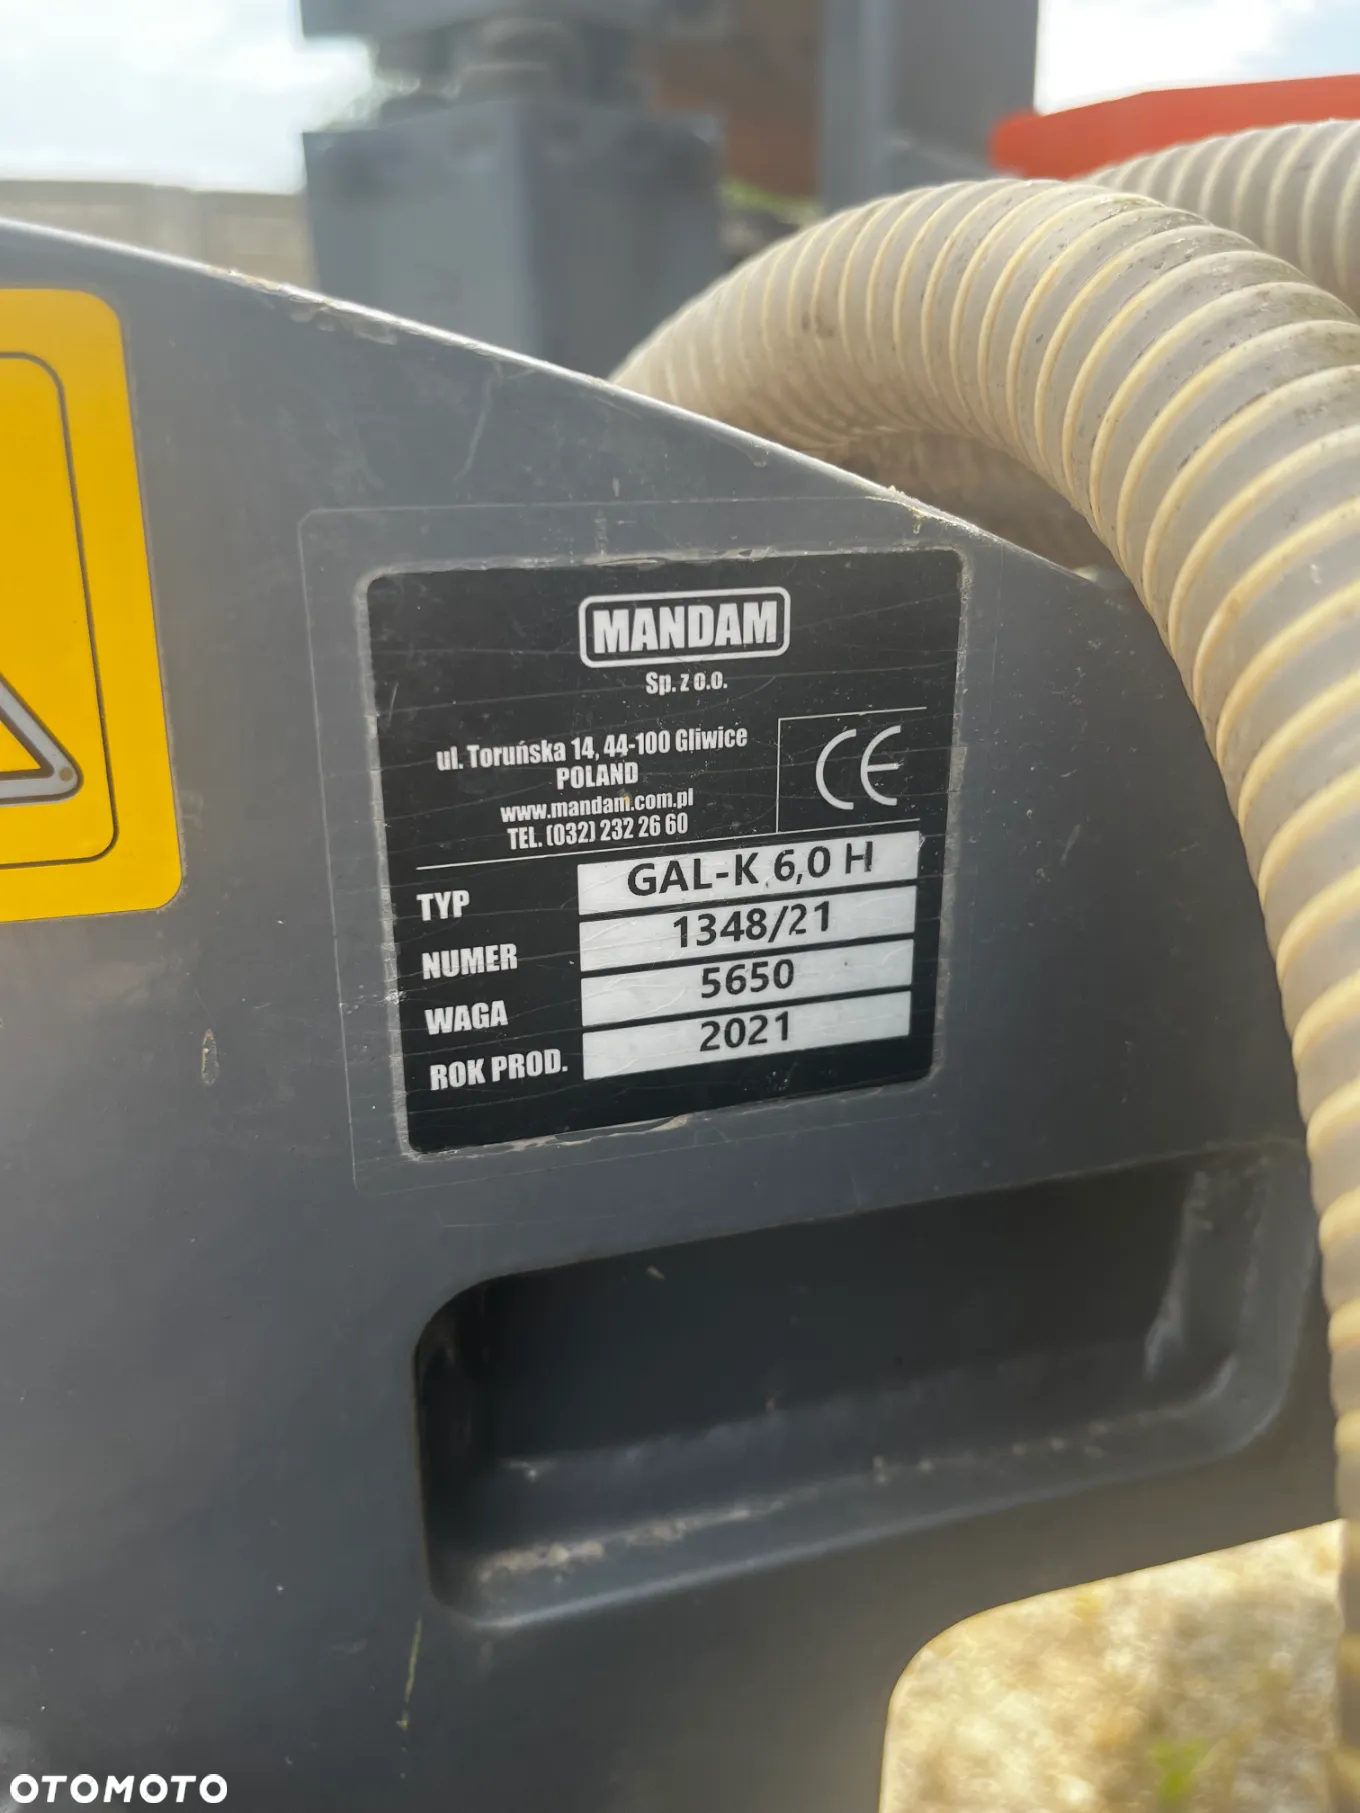 MANDAM
Sp. z o.o.
ul. Toruńska 14, 44-100 Gliwice
POLAND
www.mandam.com.pl
TEL. (032) 232 26 60
CE
TYP GAL-K 6,0 H
NUMER 1348/21
WAGA 5650
ROK PROD. 2021
OTOMOTO